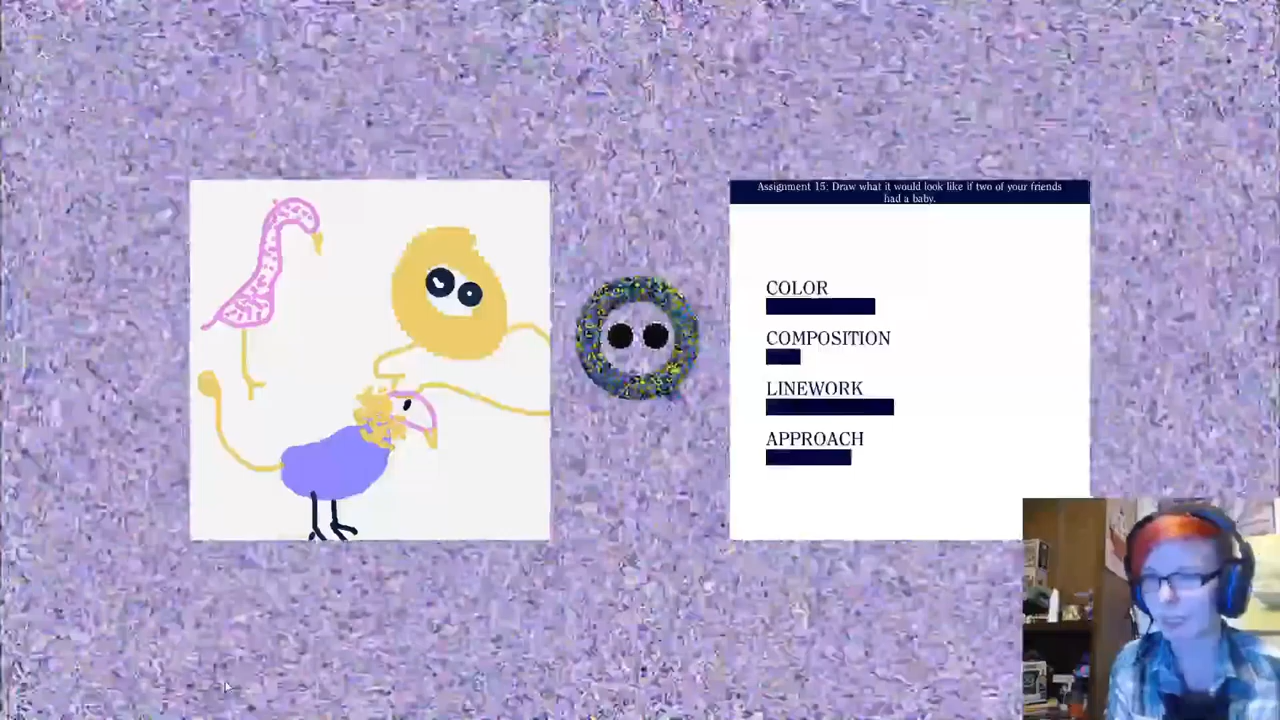 Assignment 15: Draw what it would look like if two of your friends
had a baby.
COLOR
COMPOSITION
LINEWORK
APPROACH